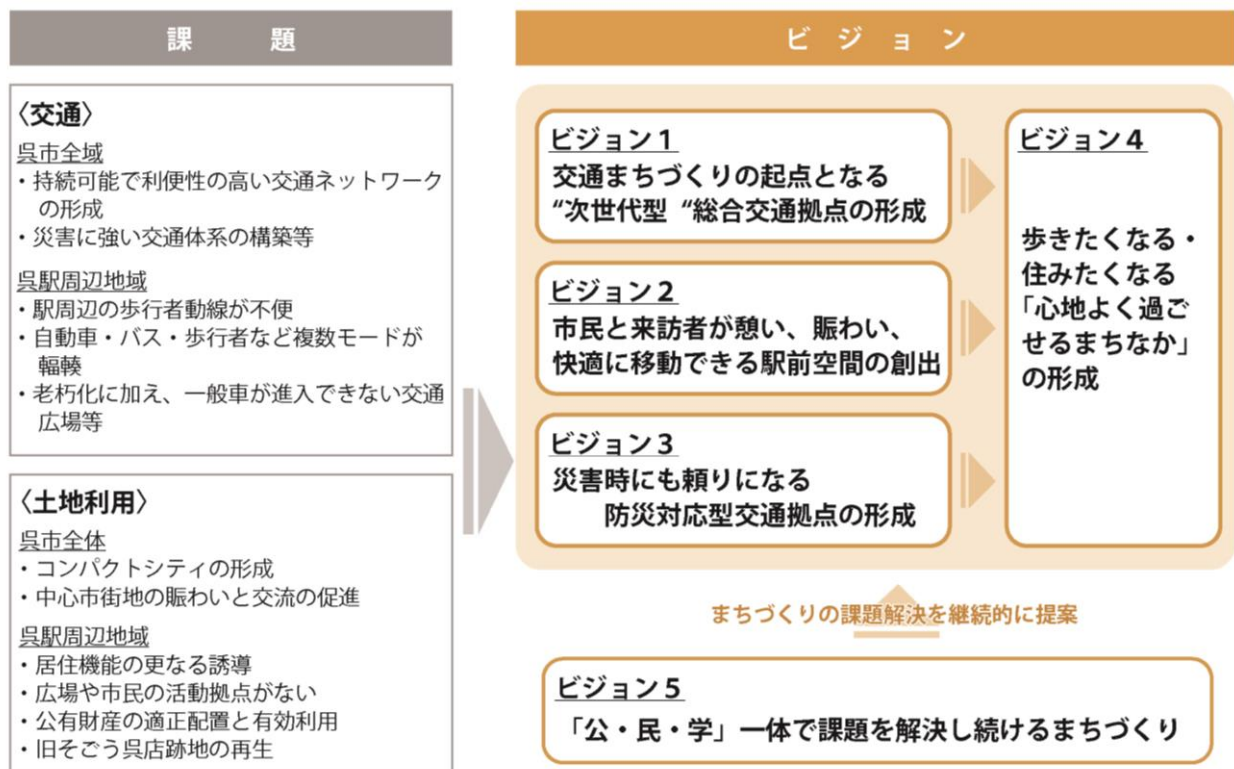 課　題
〈交通〉
呉市全域
・持続可能で利便性の高い交通ネットワーク
の形成
・災害に強い交通体系の構築等
呉駅周辺地域
・駅周辺の歩行者動線が不便
・自動車・バス・歩行者など複数モードが
輻輳
・老朽化に加え、一般車が進入できない交通
広場等
〈土地利用〉
呉市全体
・コンパクトシティの形成
・中心市街地の賑わいと交流の促進
呉駅周辺地域
・居住機能の更なる誘導
・広場や市民の活動拠点がない
・公有財産の適正配置と有効利用
・旧そごう呉店跡地の再生
ビジョン
ビジョン1
交通まちづくりの起点となる
“次世代型 “総合交通拠点の形成
ビジョン2
市民と来訪者が憩い、賑わい、
快適に移動できる駅前空間の創出
ビジョン3
災害時にも頼りになる
防災対応型交通拠点の形成
ビジョン4
歩きたくなる・
住みたくなる
「心地よく過ご
せるまちなか」
の形成
まちづくりの課題解決を継続的に提案
ビジョン5
「公・民・学」一体で課題を解決し続けるまちづくり